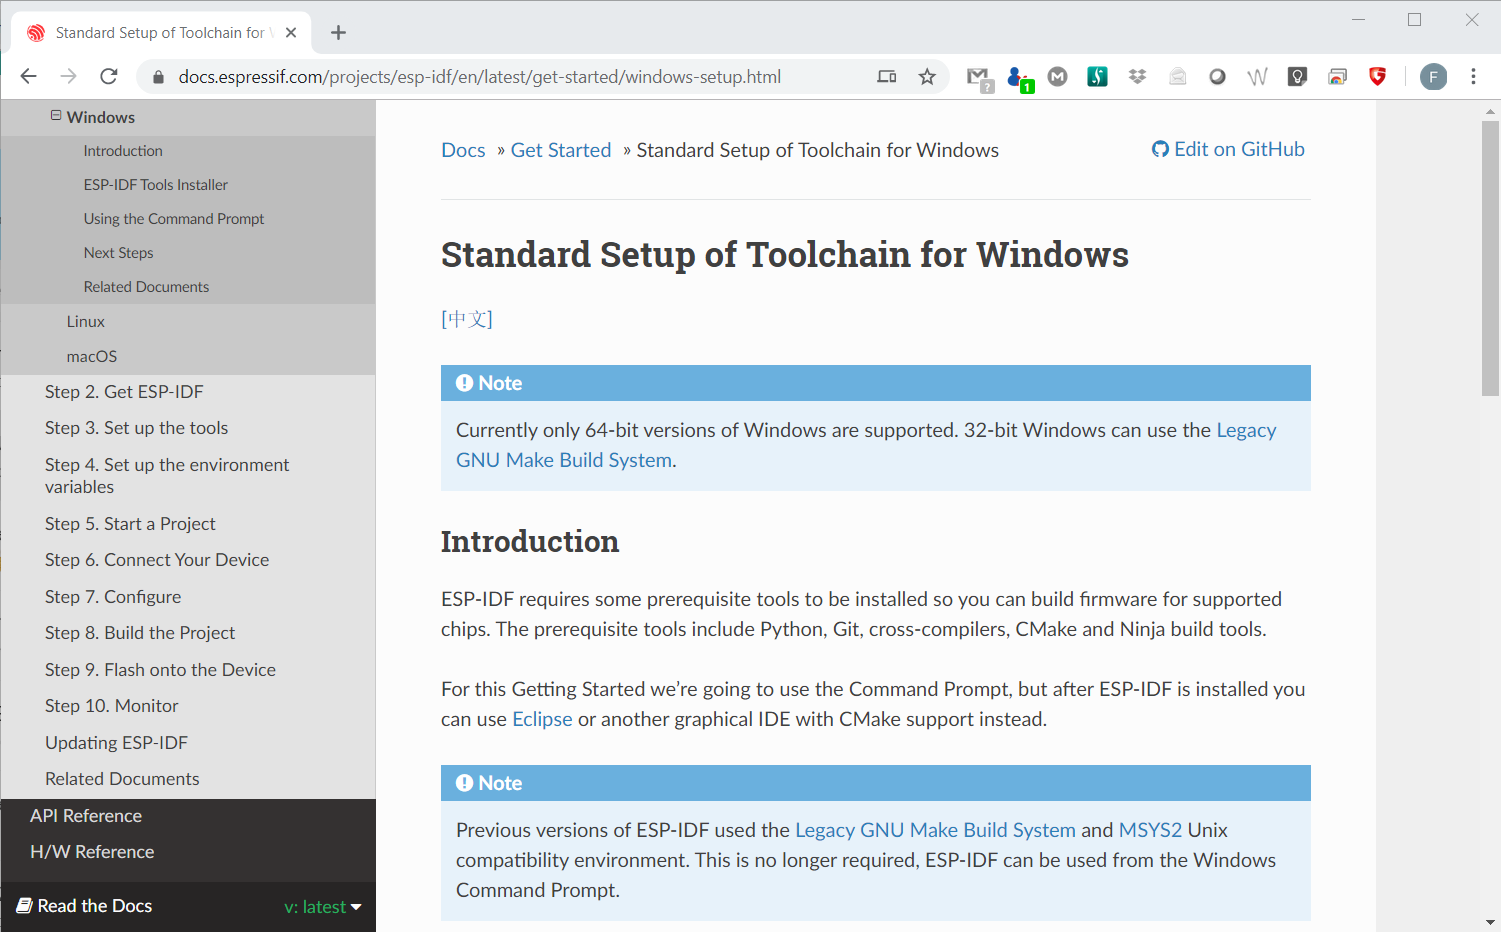 Standard Setup of Toolchain for W
docs.espressif.com/projects/esp-idf/en/latest/get-started/windows-setup.html
?
1
M
S
W
G
F
Windows
Introduction
ESP-IDF Tools Installer
Using the Command Prompt
Next Steps
Related Documents
Linux
macOS
Step 2. Get ESP-IDF
Step 3. Set up the tools
Step 4. Set up the environment
variables
Step 5. Start a Project
Step 6. Connect Your Device
Step 7. Configure
Step 8. Build the Project
Step 9. Flash onto the Device
Step 10. Monitor
Updating ESP-IDF
Related Documents
API Reference
H/W Reference
Read the Docs v: latest
Docs » Get Started » Standard Setup of Toolchain for Windows Edit on GitHub
Standard Setup of Toolchain for Windows
[中文]
Note
Currently only 64-bit versions of Windows are supported. 32-bit Windows can use the Legacy
GNU Make Build System.
Introduction
ESP-IDF requires some prerequisite tools to be installed so you can build firmware for supported
chips. The prerequisite tools include Python, Git, cross-compilers, CMake and Ninja build tools.
For this Getting Started we're going to use the Command Prompt, but after ESP-IDF is installed you
can use Eclipse or another graphical IDE with CMake support instead.
Note
Previous versions of ESP-IDF used the Legacy GNU Make Build System and MSYS2 Unix
compatibility environment. This is no longer required, ESP-IDF can be used from the Windows
Command Prompt.